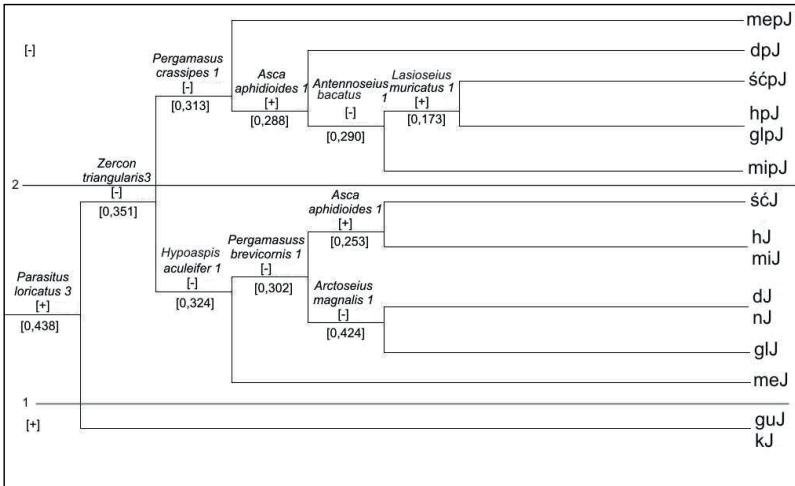 mepJ
[-]
dpJ
Pergamasus
crassipes 1
[-]
[0,313]
Asca
aphidioides 1
[+]
[0,288]
Antennoseius
bacatus 1
[-]
[0,290]
Lasioseius
muricatus 1
[+]
[0,173]
śćpJ
hpJ
glpJ
mipJ
Zercon
triangularis3
[-]
[0,351]
2
Asca
aphidioides 1
[+]
[0,253]
śćJ
hJ
miJ
Hypoaspis
aculeifer 1
[-]
[0,324]
Pergamasuss
brevicornis 1
[-]
[0,302]
Arctoseius
magnalis 1
[-]
[0,424]
dJ
nJ
glJ
Parasitus
loricatus 3
[+]
[0,438]
meJ
1
[+]
guJ
kJ